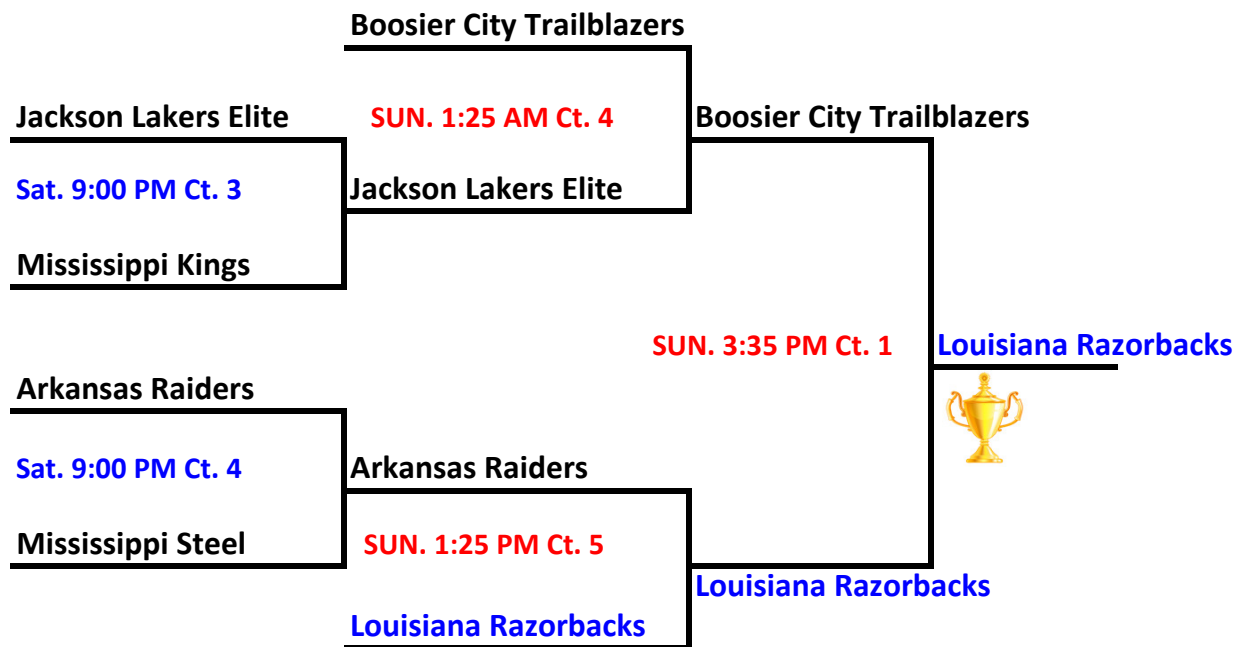 Boosier City Trailblazers
Jackson Lakers Elite
SUN. 1:25 AM Ct. 4
Boosier City Trailblazers
Sat. 9:00 PM Ct. 3
Jackson Lakers Elite
Mississippi Kings
SUN. 3:35 PM Ct. 1
Louisiana Razorbacks
Arkansas Raiders
Sat. 9:00 PM Ct. 4
Arkansas Raiders
Mississippi Steel
SUN. 1:25 PM Ct. 5
Louisiana Razorbacks
Louisiana Razorbacks